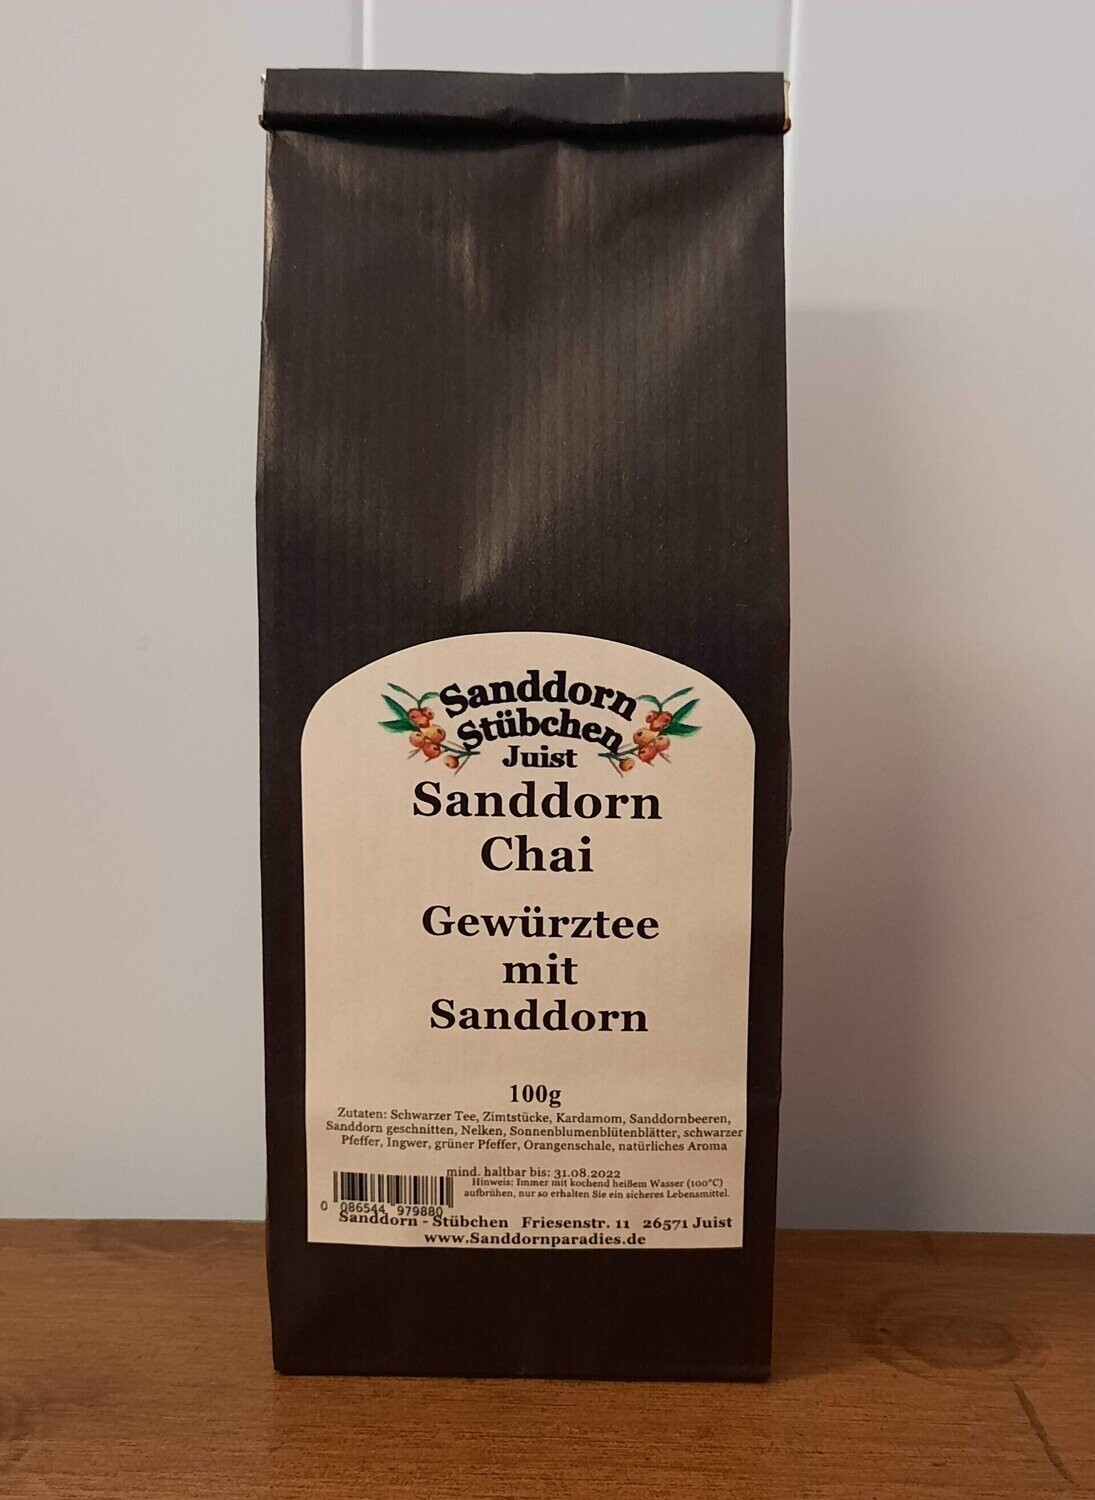 Sanddorn
Stübchen
Juist
Sanddorn
Chai
Gewürztee
mit
Sanddorn
100g
Zutaten: Schwarzer Tee, Zimtstücke, Kardamom, Sanddornbeeren,
Sanddorn geschnitten, Nelken, Sonnenblumenblütenblätter, schwarzer
Pfeffer, Ingwer, grüner Pfeffer, Orangenschale, natürliches Aroma
mind. haltbar bis: 31.08.2022
Hinweis: Immer mit kochend heißem Wasser (100°C)
aufbrühen, nur so erhalten Sie ein sicheres Lebensmittel.
0 086544 979880
Sanddorn - Stübchen Friesenstr. 11 26571 Juist
www.Sanddornparadies.de